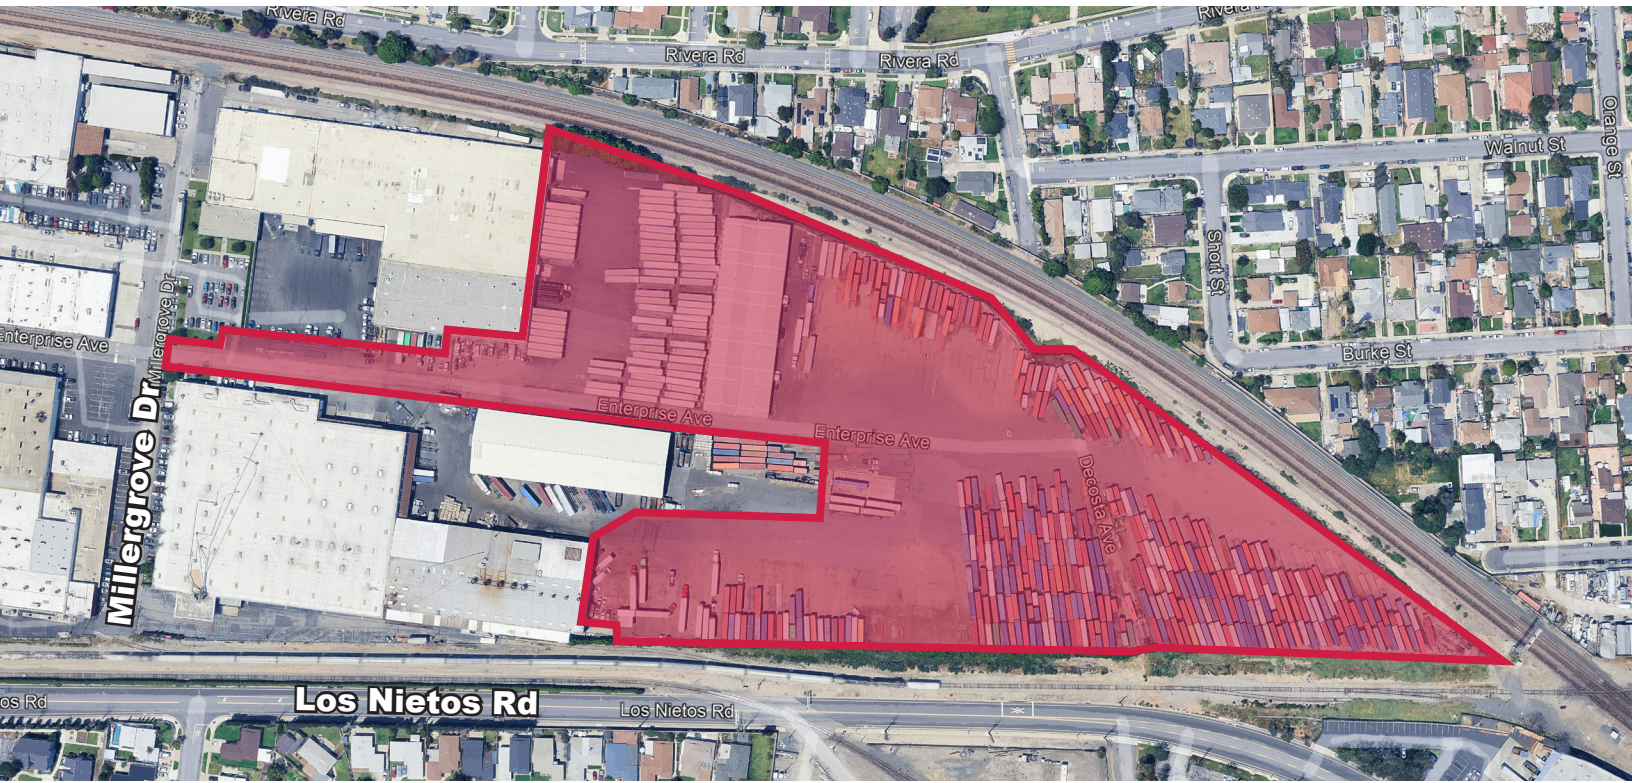 Rivera Rd
Rivera Rd
Rivera Rd
Orange St
Walnut St
Short St
Burke St
Millergrove Dr
Enterprise Ave
Millergrove Dr
Enterprise Ave
Enterprise Ave
Decosta Ave
Los Nietos Rd
os Rd
Los Nietos Rd